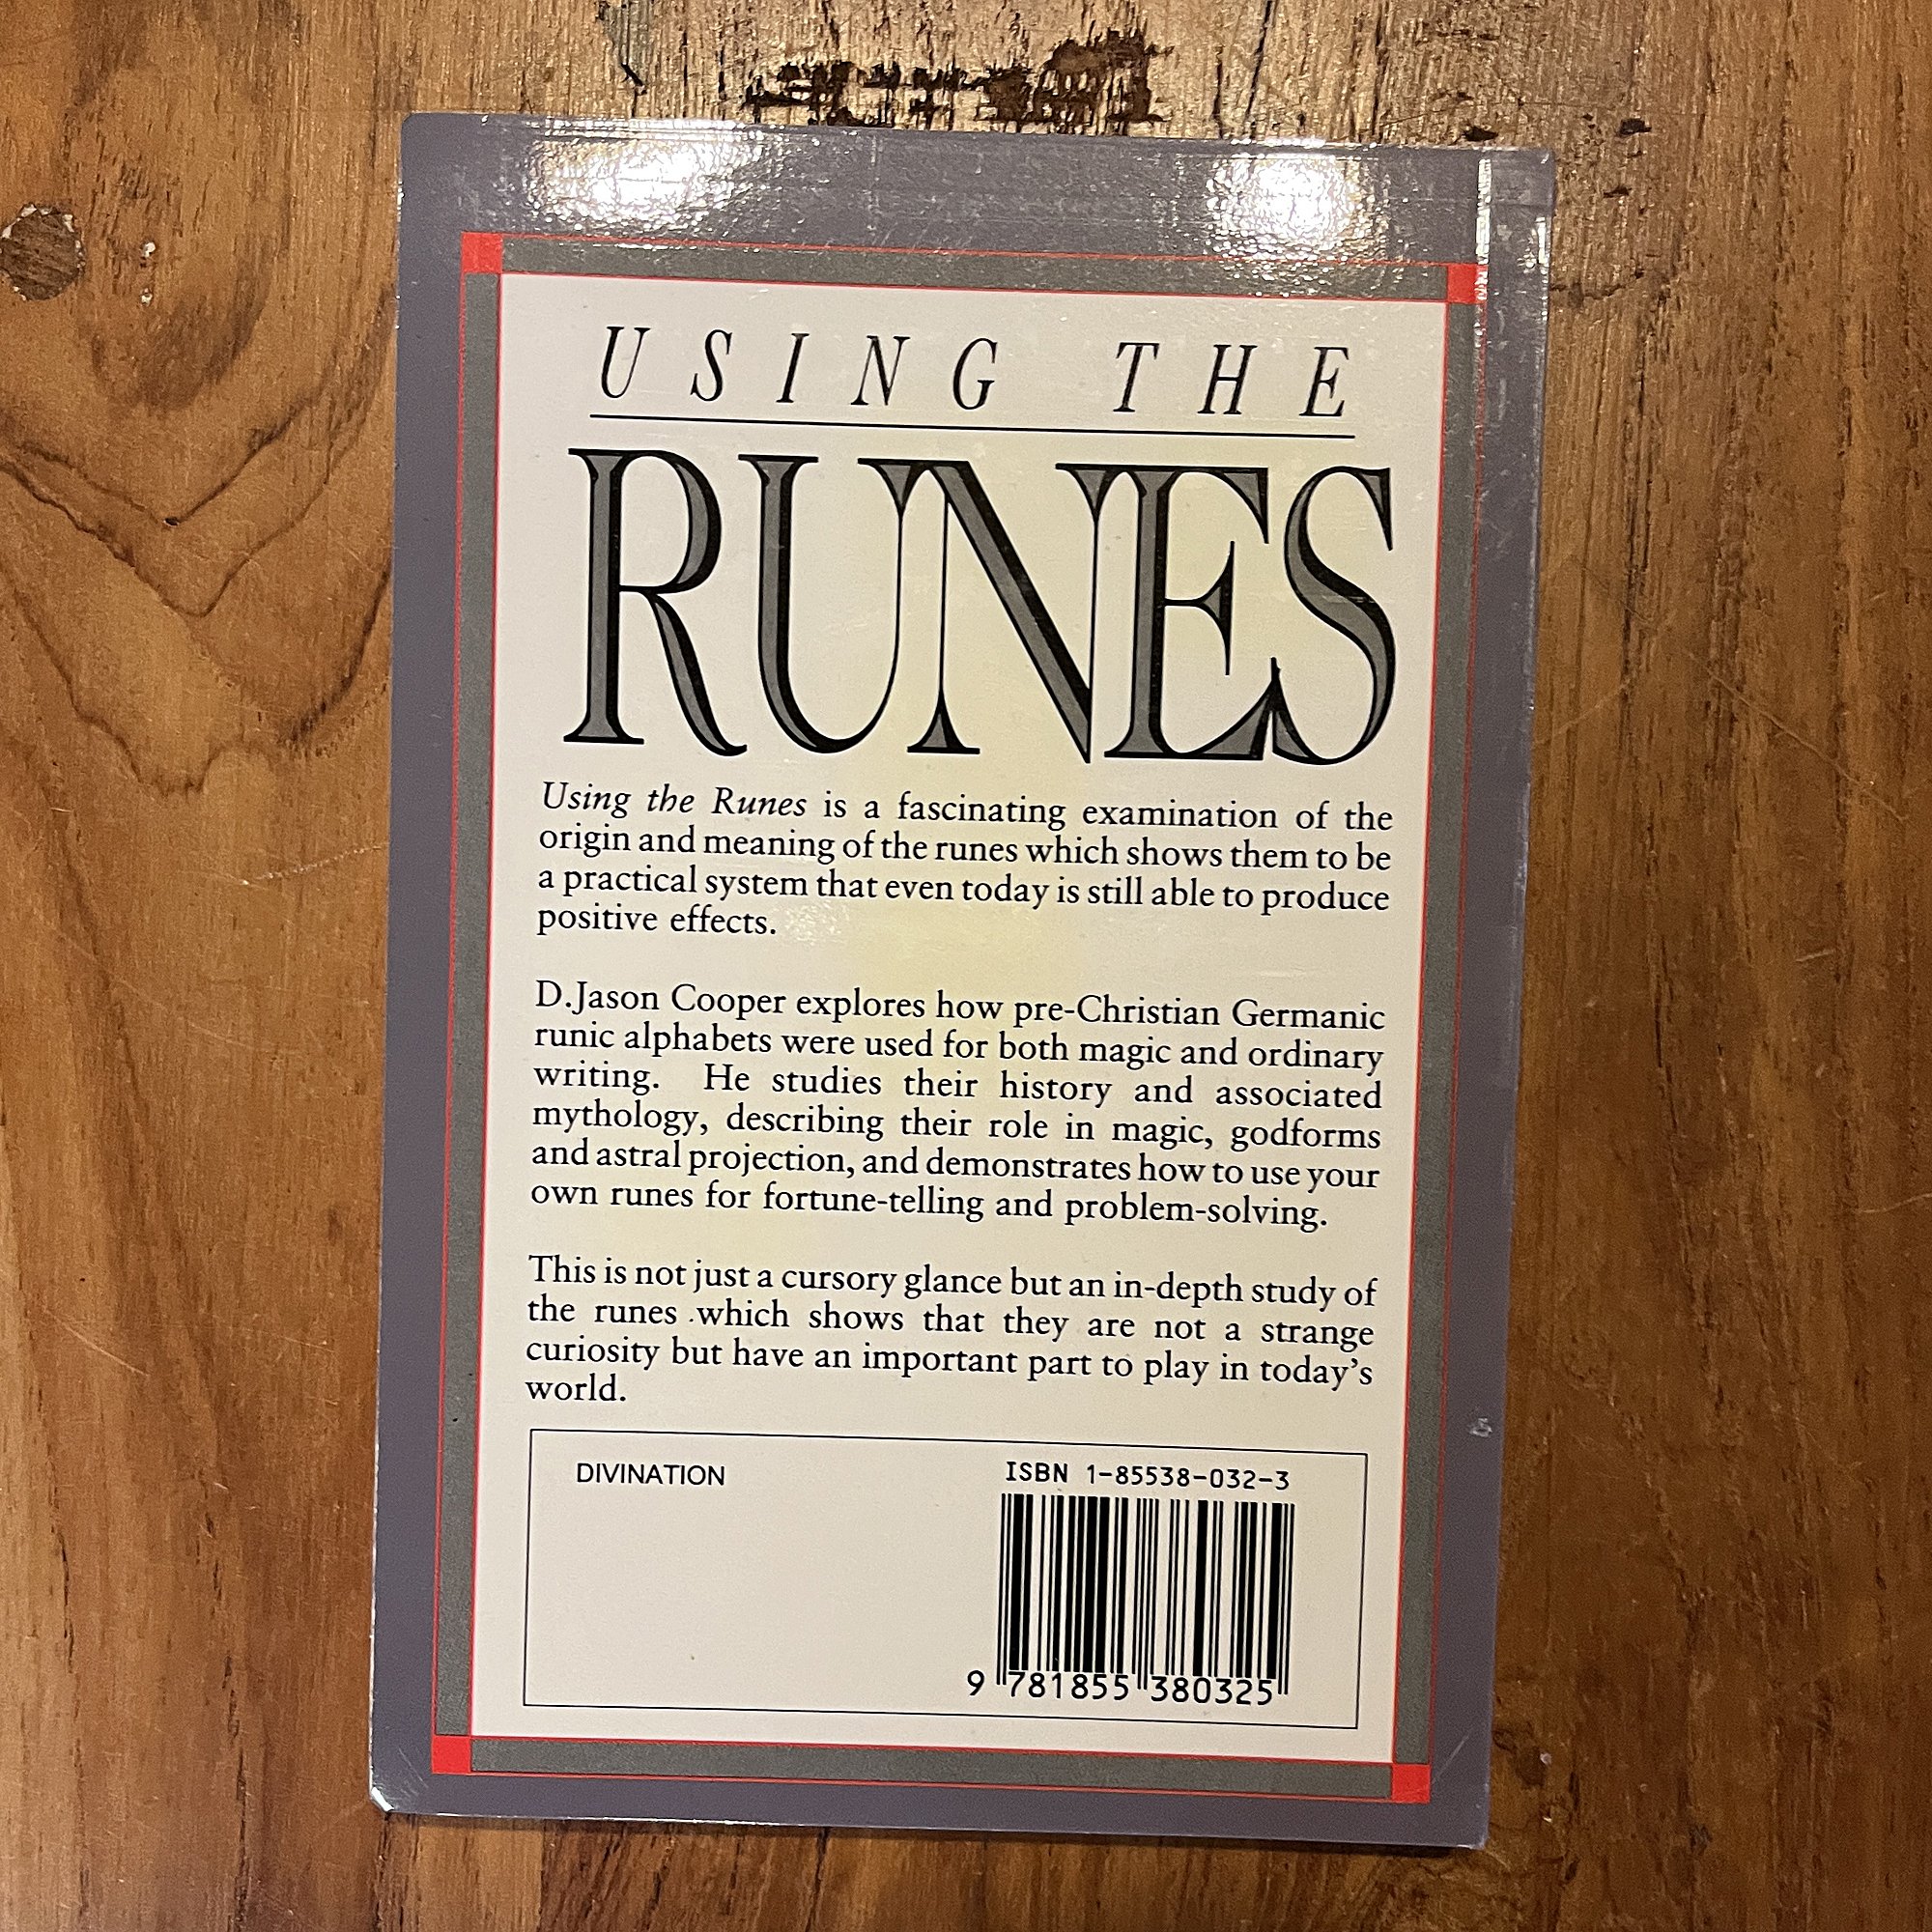 USING THE
RUNES
Using the Runes is a fascinating examination of the
origin and meaning of the runes which shows them to be
a practical system that even today is still able to produce
positive effects.
D.Jason Cooper explores how pre-Christian Germanic
runic alphabets were used for both magic and ordinary
writing. He studies their history and associated
mythology, describing their role in magic, godforms
and astral projection, and demonstrates how to use your
own runes for fortune-telling and problem-solving.
This is not just a cursory glance but an in-depth study of
the runes which shows that they are not a strange
curiosity but have an important part to play in today's
world.
DIVINATION
ISBN 1-85538-032-3
9 781855 380325